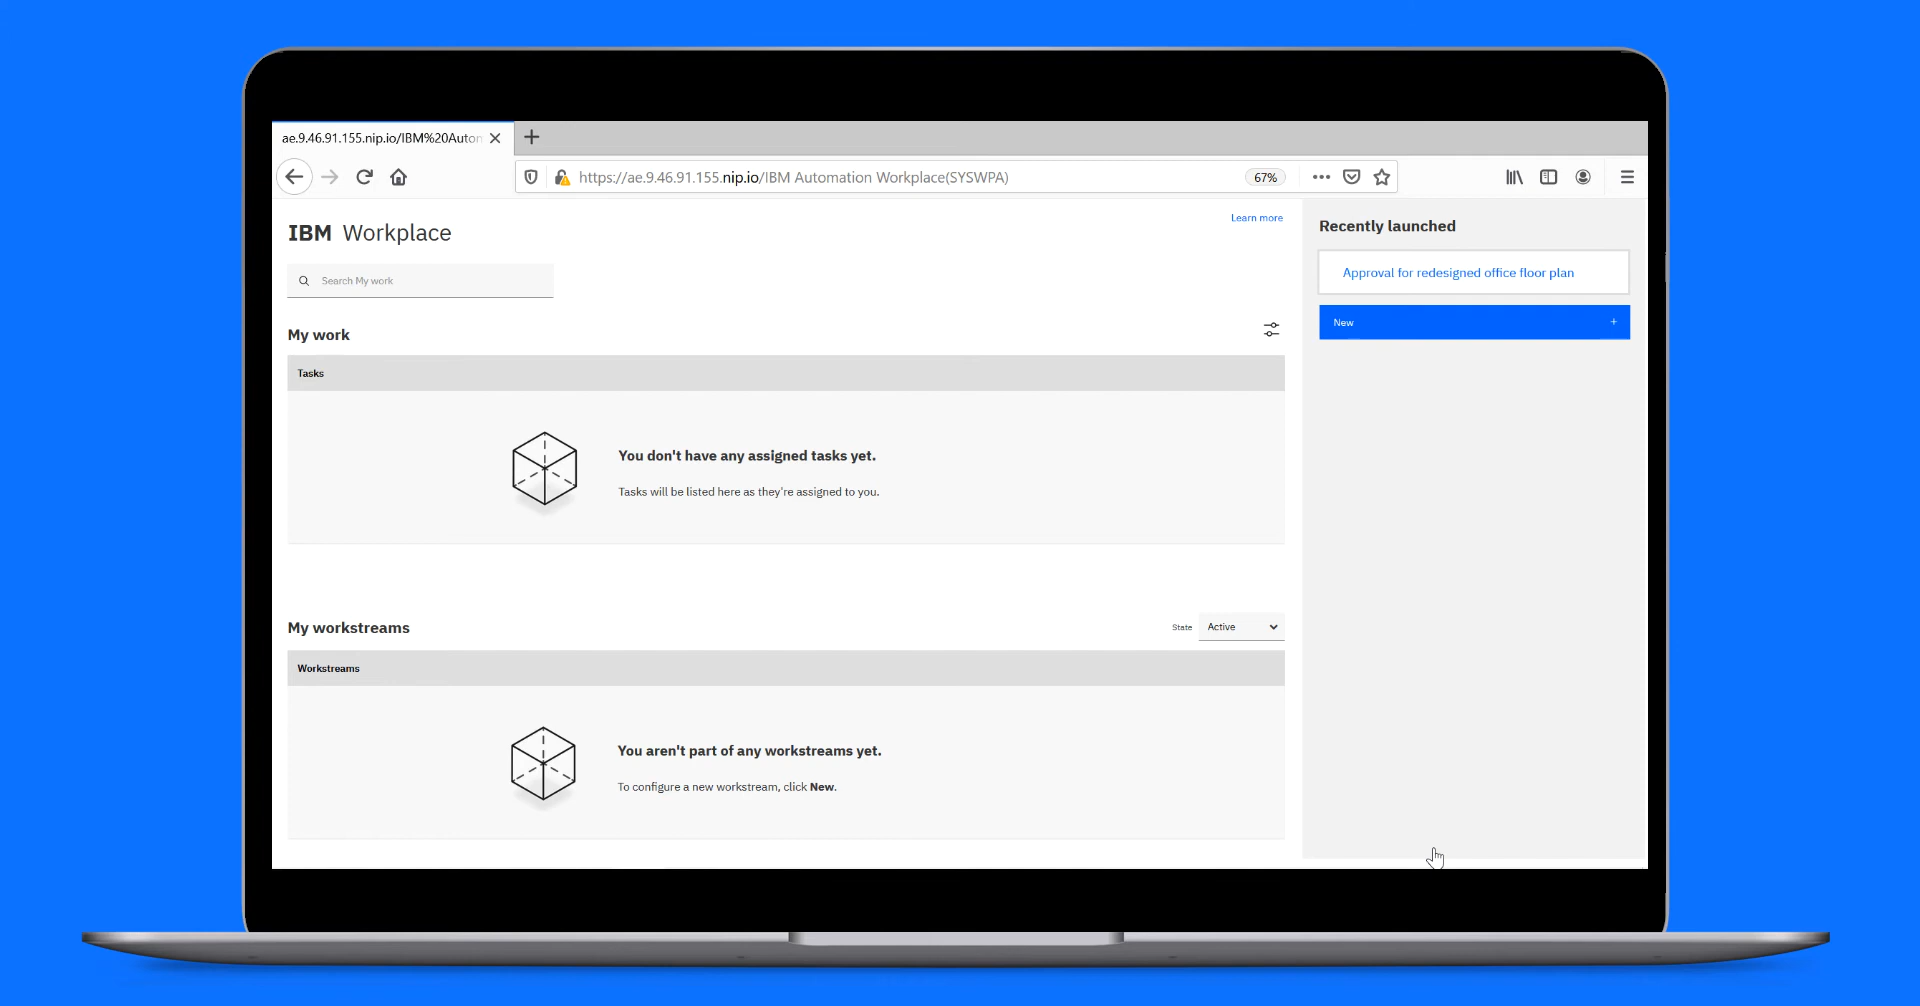 ae.9.46.91.155.nip.io/IBM%20Auton
https://ae.9.46.91.155.nip.io/IBM Automation Workplace(SYSWPA)
67%
IBM Workplace
Learn more
Search My work
My work
Tasks
You don't have any assigned tasks yet.
Tasks will be listed here as they're assigned to you.
My workstreams
State
Active
Workstreams
You aren't part of any workstreams yet.
To configure a new workstream, click New.
Recently launched
Approval for redesigned office floor plan
New